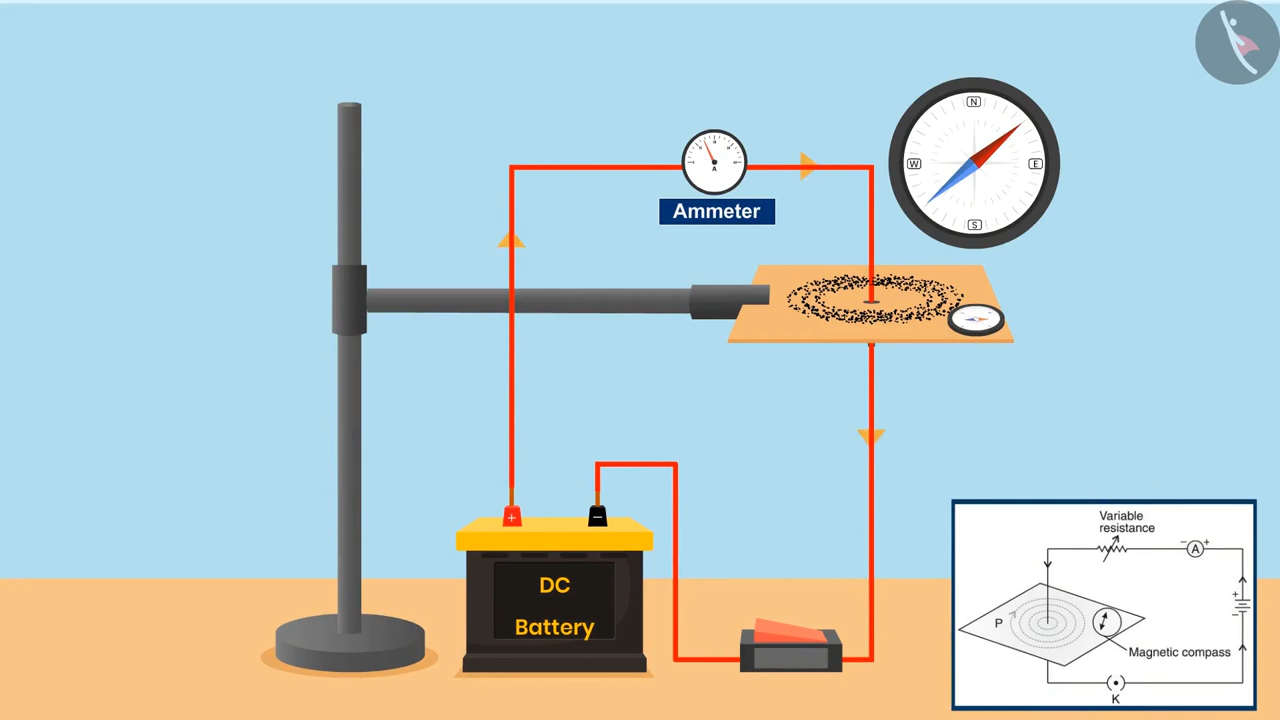 N
W
E
S
A
Ammeter
+
−
DC
Battery
Variable
resistance
− A +
P
+
−
Magnetic compass
K